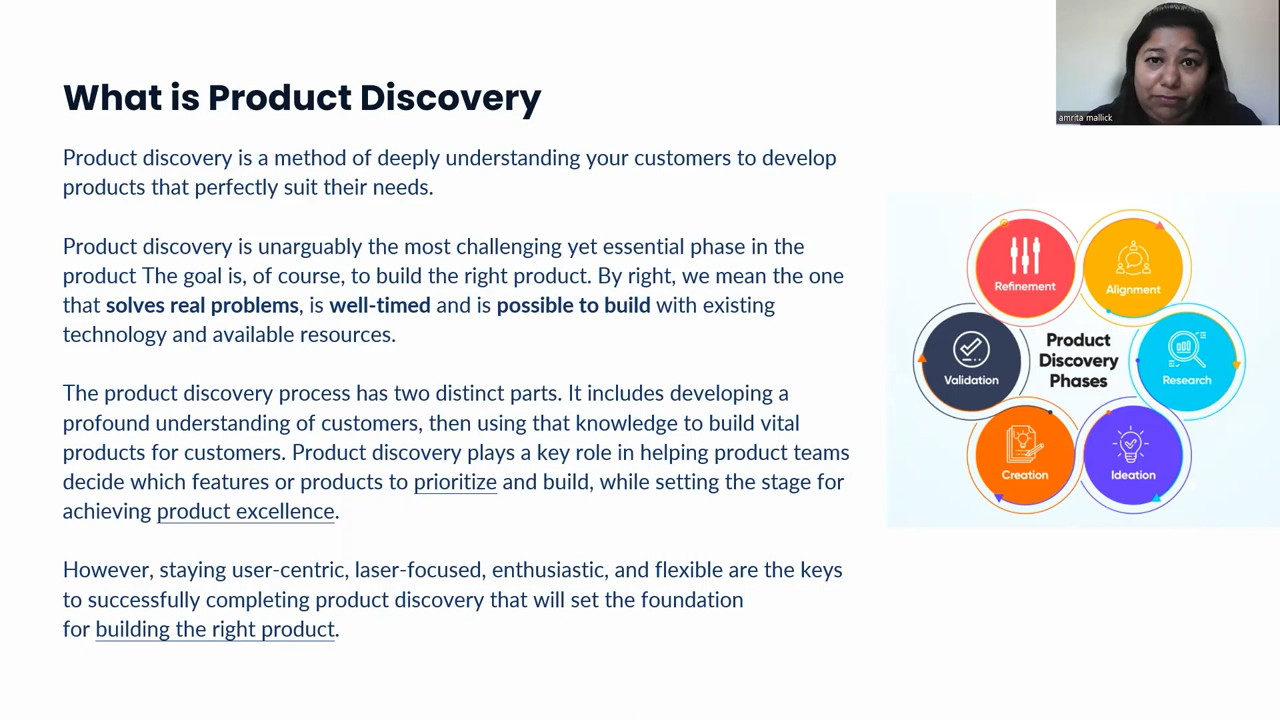 What is Product Discovery
amrita mallick
Product discovery is a method of deeply understanding your customers to develop
products that perfectly suit their needs.
Product discovery is unarguably the most challenging yet essential phase in the
product The goal is, of course, to build the right product. By right, we mean the one
that solves real problems, is well-timed and is possible to build with existing
technology and available resources.
The product discovery process has two distinct parts. It includes developing a
profound understanding of customers, then using that knowledge to build vital
products for customers. Product discovery plays a key role in helping product teams
decide which features or products to prioritize and build, while setting the stage for
achieving product excellence.
However, staying user-centric, laser-focused, enthusiastic, and flexible are the keys
to successfully completing product discovery that will set the foundation
for building the right product.
Refinement
Alignment
Validation
Product
Discovery
Phases
Research
Creation
Ideation